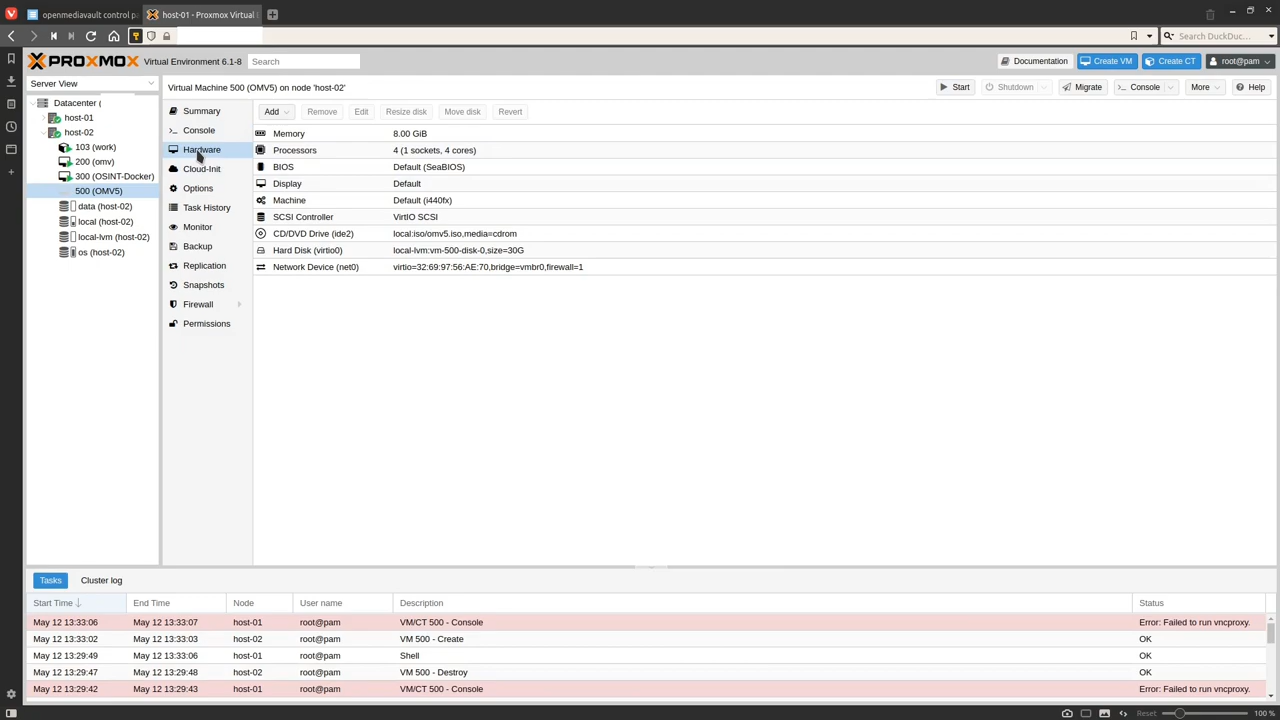 openmediavault control p
host-01 - Proxmox Virtual
Search DuckDuc...
PROXMOX Virtual Environment 6.1-8 Search Documentation Create VM Create CT root@pam
Server View
Virtual Machine 500 (OMV5) on node 'host-02' Start Shutdown Migrate Console More Help
Datacenter (
host-01
host-02
103 (work)
200 (omv)
300 (OSINT-Docker)
500 (OMV5)
data (host-02)
local (host-02)
local-lvm (host-02)
os (host-02)
Summary
Console
Hardware
Cloud-Init
Options
Task History
Monitor
Backup
Replication
Snapshots
Firewall
Permissions
Add Remove Edit Resize disk Move disk Revert
Memory 8.00 GiB
Processors 4 (1 sockets, 4 cores)
BIOS Default (SeaBIOS)
Display Default
Machine Default (i440fx)
SCSI Controller VirtIO SCSI
CD/DVD Drive (ide2) local:iso/omv5.iso,media=cdrom
Hard Disk (virtio0) local-lvm:vm-500-disk-0,size=30G
Network Device (net0) virtio=32:69:97:56:AE:70,bridge=vmbr0,firewall=1
Tasks Cluster log
Start Time End Time Node User name Description Status
May 12 13:33:06 May 12 13:33:07 host-01 root@pam VM/CT 500 - Console Error: Failed to run vncproxy.
May 12 13:33:02 May 12 13:33:03 host-02 root@pam VM 500 - Create OK
May 12 13:29:49 May 12 13:33:06 host-01 root@pam Shell OK
May 12 13:29:47 May 12 13:29:48 host-02 root@pam VM 500 - Destroy OK
May 12 13:29:42 May 12 13:29:43 host-01 root@pam VM/CT 500 - Console Error: Failed to run vncproxy.
Reset 100 %